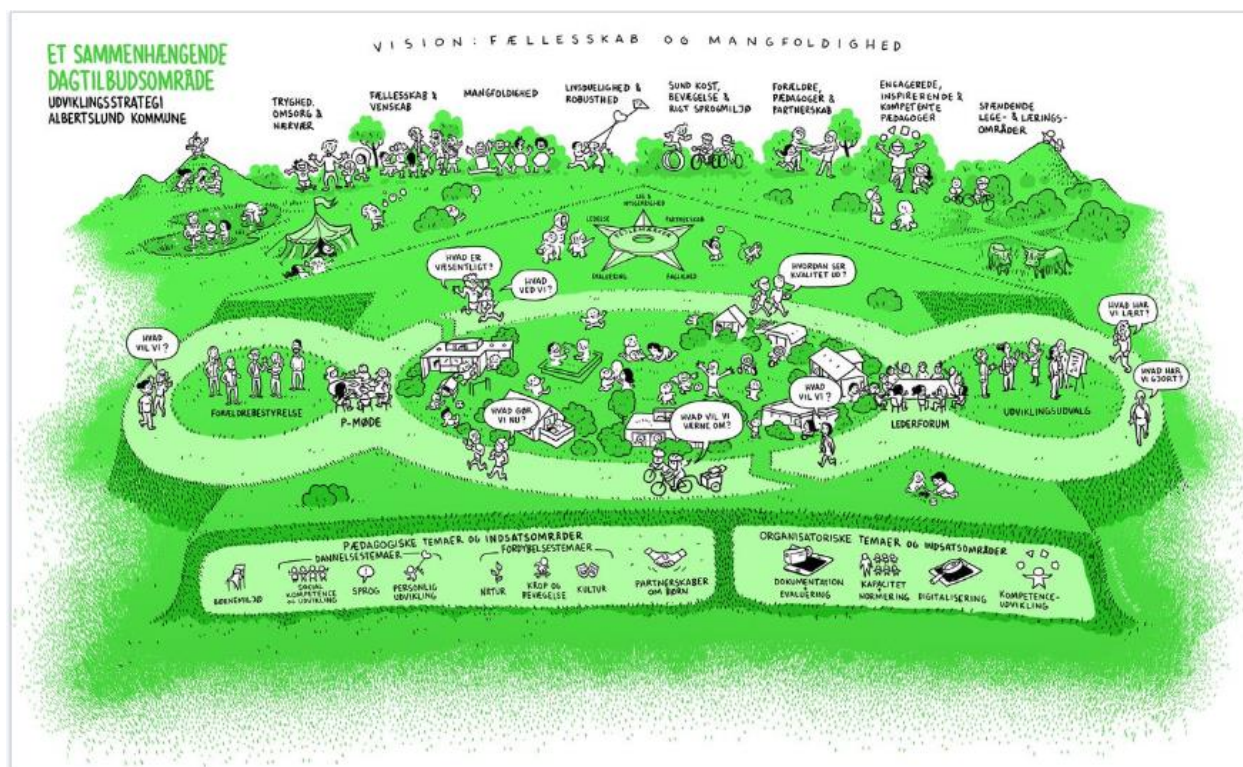 ET SAMMENHÆNGENDE
DAGTILBUDSOMRÅDE
UDVIKLINGSSTRATEGI
ALBERTSLUND KOMMUNE
VISION: FÆLLESSKAB OG MANGFOLDIGHED
TRYGHED,
OMSORG &
NÆRVÆR
FÆLLESSKAB &
VENSKAB
MANGFOLDIGHED
LIVSDUELIGHED &
ROBUSTHED
SUND KOST,
BEVÆGELSE &
RIGT SPROGMILJØ
FORÆLDRE,
PÆDAGOGER &
PARTNERSKAB
ENGAGEREDE,
INSPIRERENDE &
KOMPETENTE
PÆDAGOGER
SPÆNDENDE
LEGE- & LÆRINGS-
OMRÅDER
LEG &
NYSGERRIGHED
LEDELSE
PARTNERSKAB
EVALUERING
FAGLIGHED
HVAD ER
VÆSENTLIGT?
HVAD
VED VI?
HVORDAN SER
KVALITET UD?
HVAD HAR
VI LÆRT?
HVAD
VIL VI?
HVAD HAR
VI GJORT?
HVAD
VIL VI?
HVAD GØR
VI NU?
HVAD VIL VI
VÆRNE OM?
FORÆLDREBESTYRELSE
P-MØDE
LEDERFORUM
UDVIKLINGSUDVALG
PÆDAGOGISKE TEMAER OG INDSATSOMRÅDER
DANNELSESTEMAER
FORDYBELSESTEMAER
BØRNEMILJØ
SOCIAL
KOMPETENCE
OG UDVIKLING
SPROG
PERSONLIG
UDVIKLING
NATUR
KROP OG
BEVÆGELSE
KULTUR
PARTNERSKABER
OM BØRN
ORGANISATORISKE TEMAER OG INDSATSOMRÅDER
DOKUMENTATION
+
EVALUERING
KAPACITET
+
NORMERING
DIGITALISERING
KOMPETENCE-
UDVIKLING